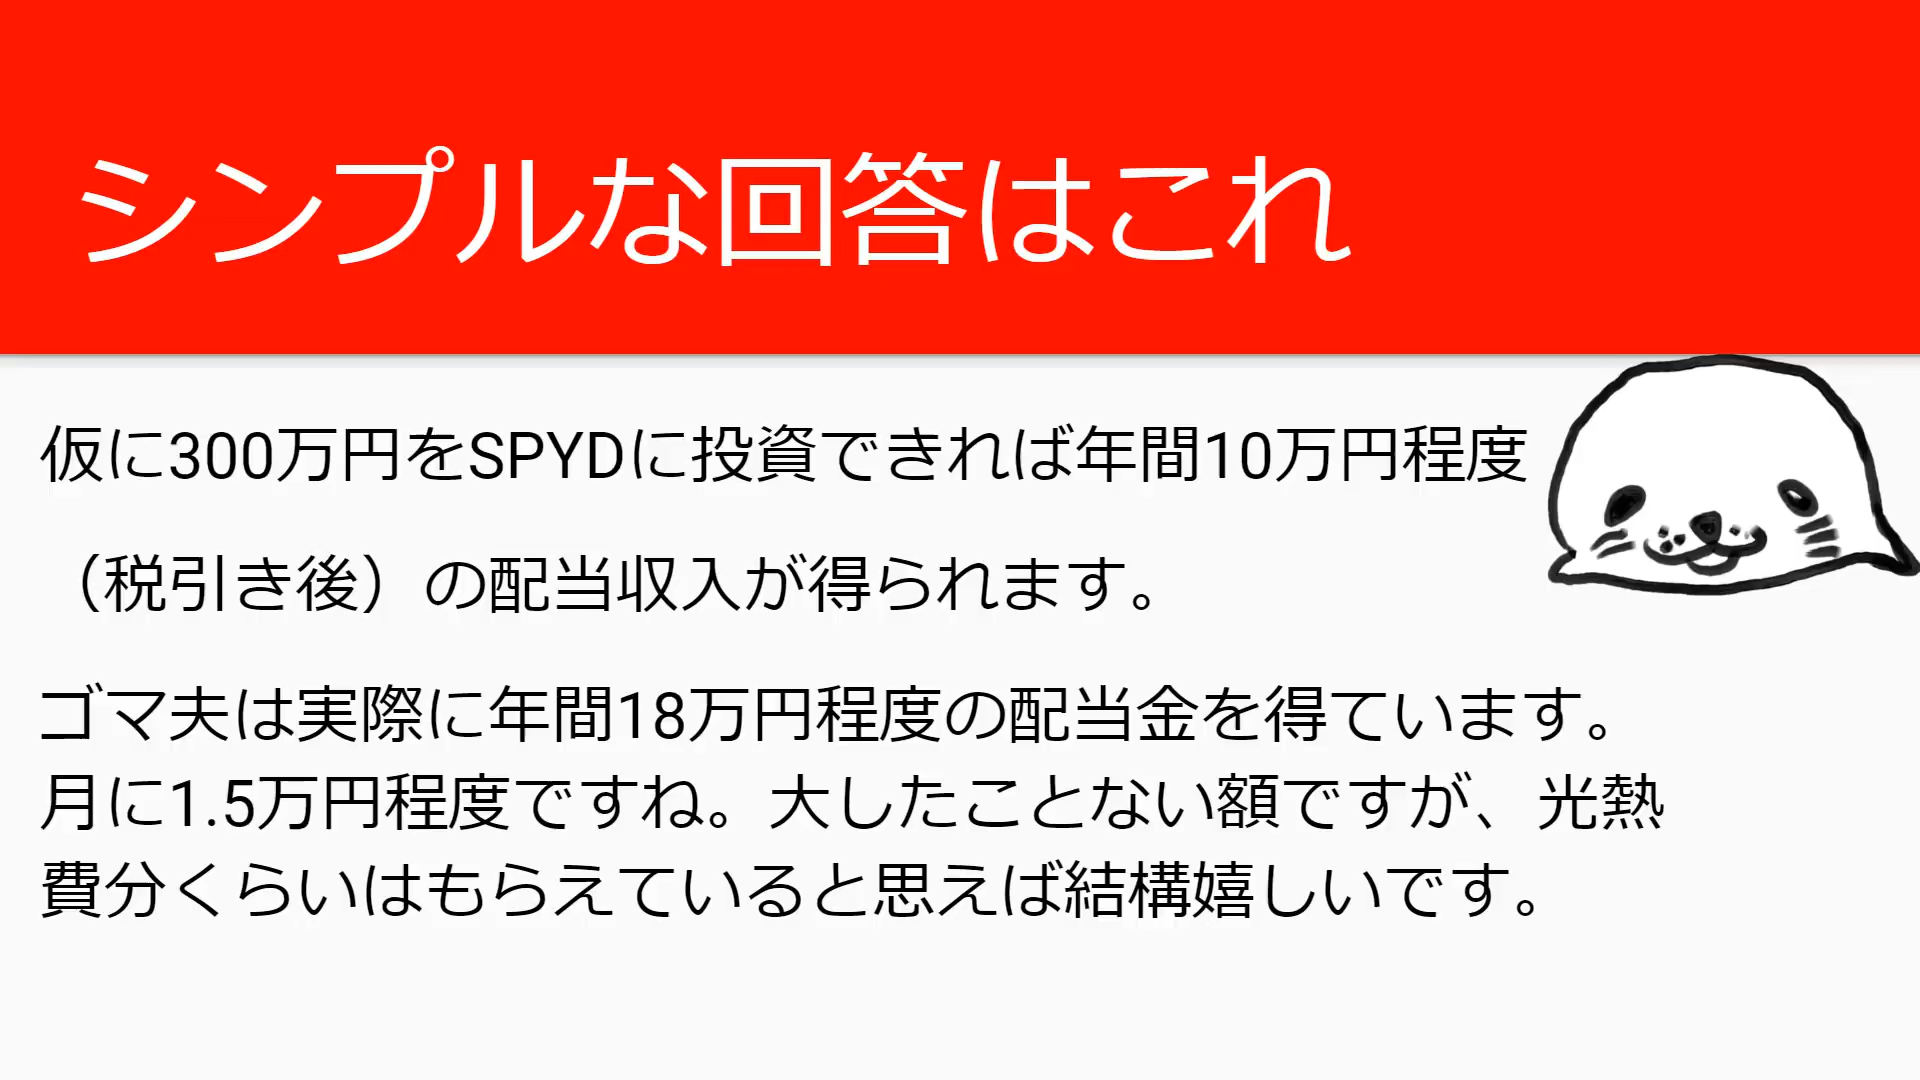 シンプルな回答はこれ
仮に300万円をSPYDに投資できれば年間10万円程度
（税引き後）の配当収入が得られます。
ゴマ夫は実際に年間18万円程度の配当金を得ています。
月に1.5万円程度ですね。大したことない額ですが、光熱
費分くらいはもらえていると思えば結構嬉しいです。